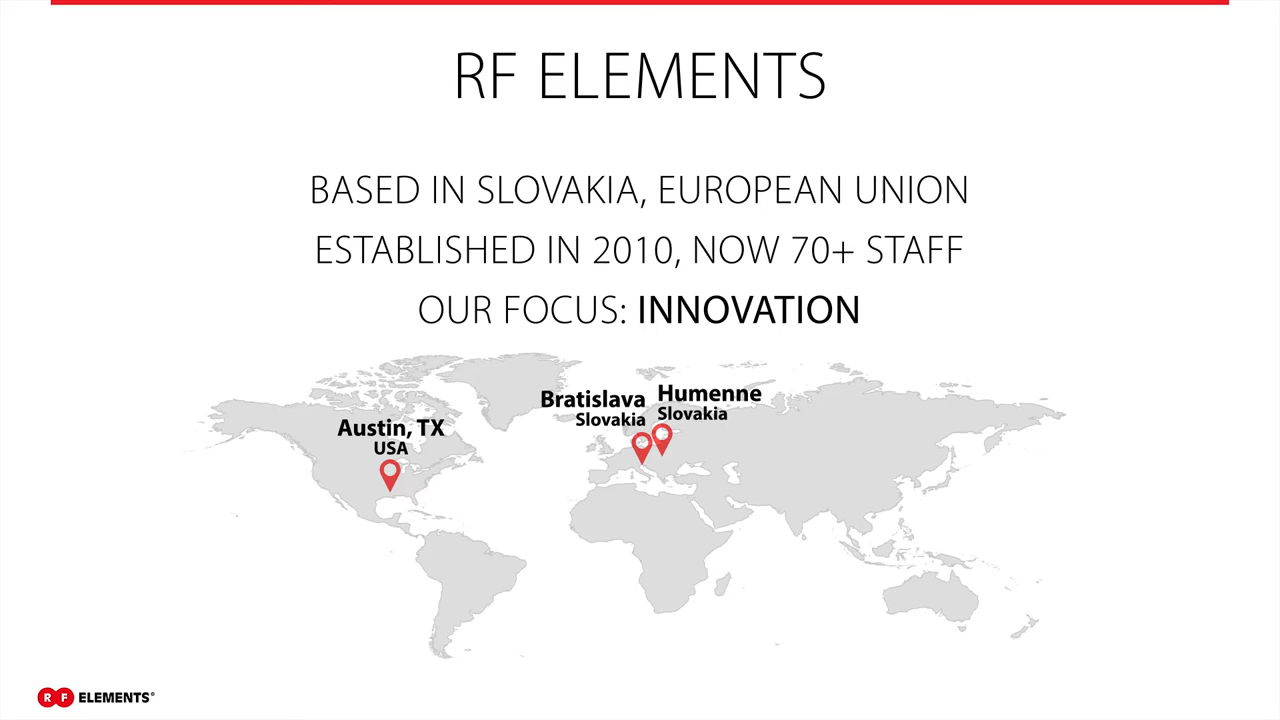 RF ELEMENTS
BASED IN SLOVAKIA, EUROPEAN UNION
ESTABLISHED IN 2010, NOW 70+ STAFF
OUR FOCUS: INNOVATION
Austin, TX
USA
Bratislava
Slovakia
Humenne
Slovakia
RF ELEMENTS®